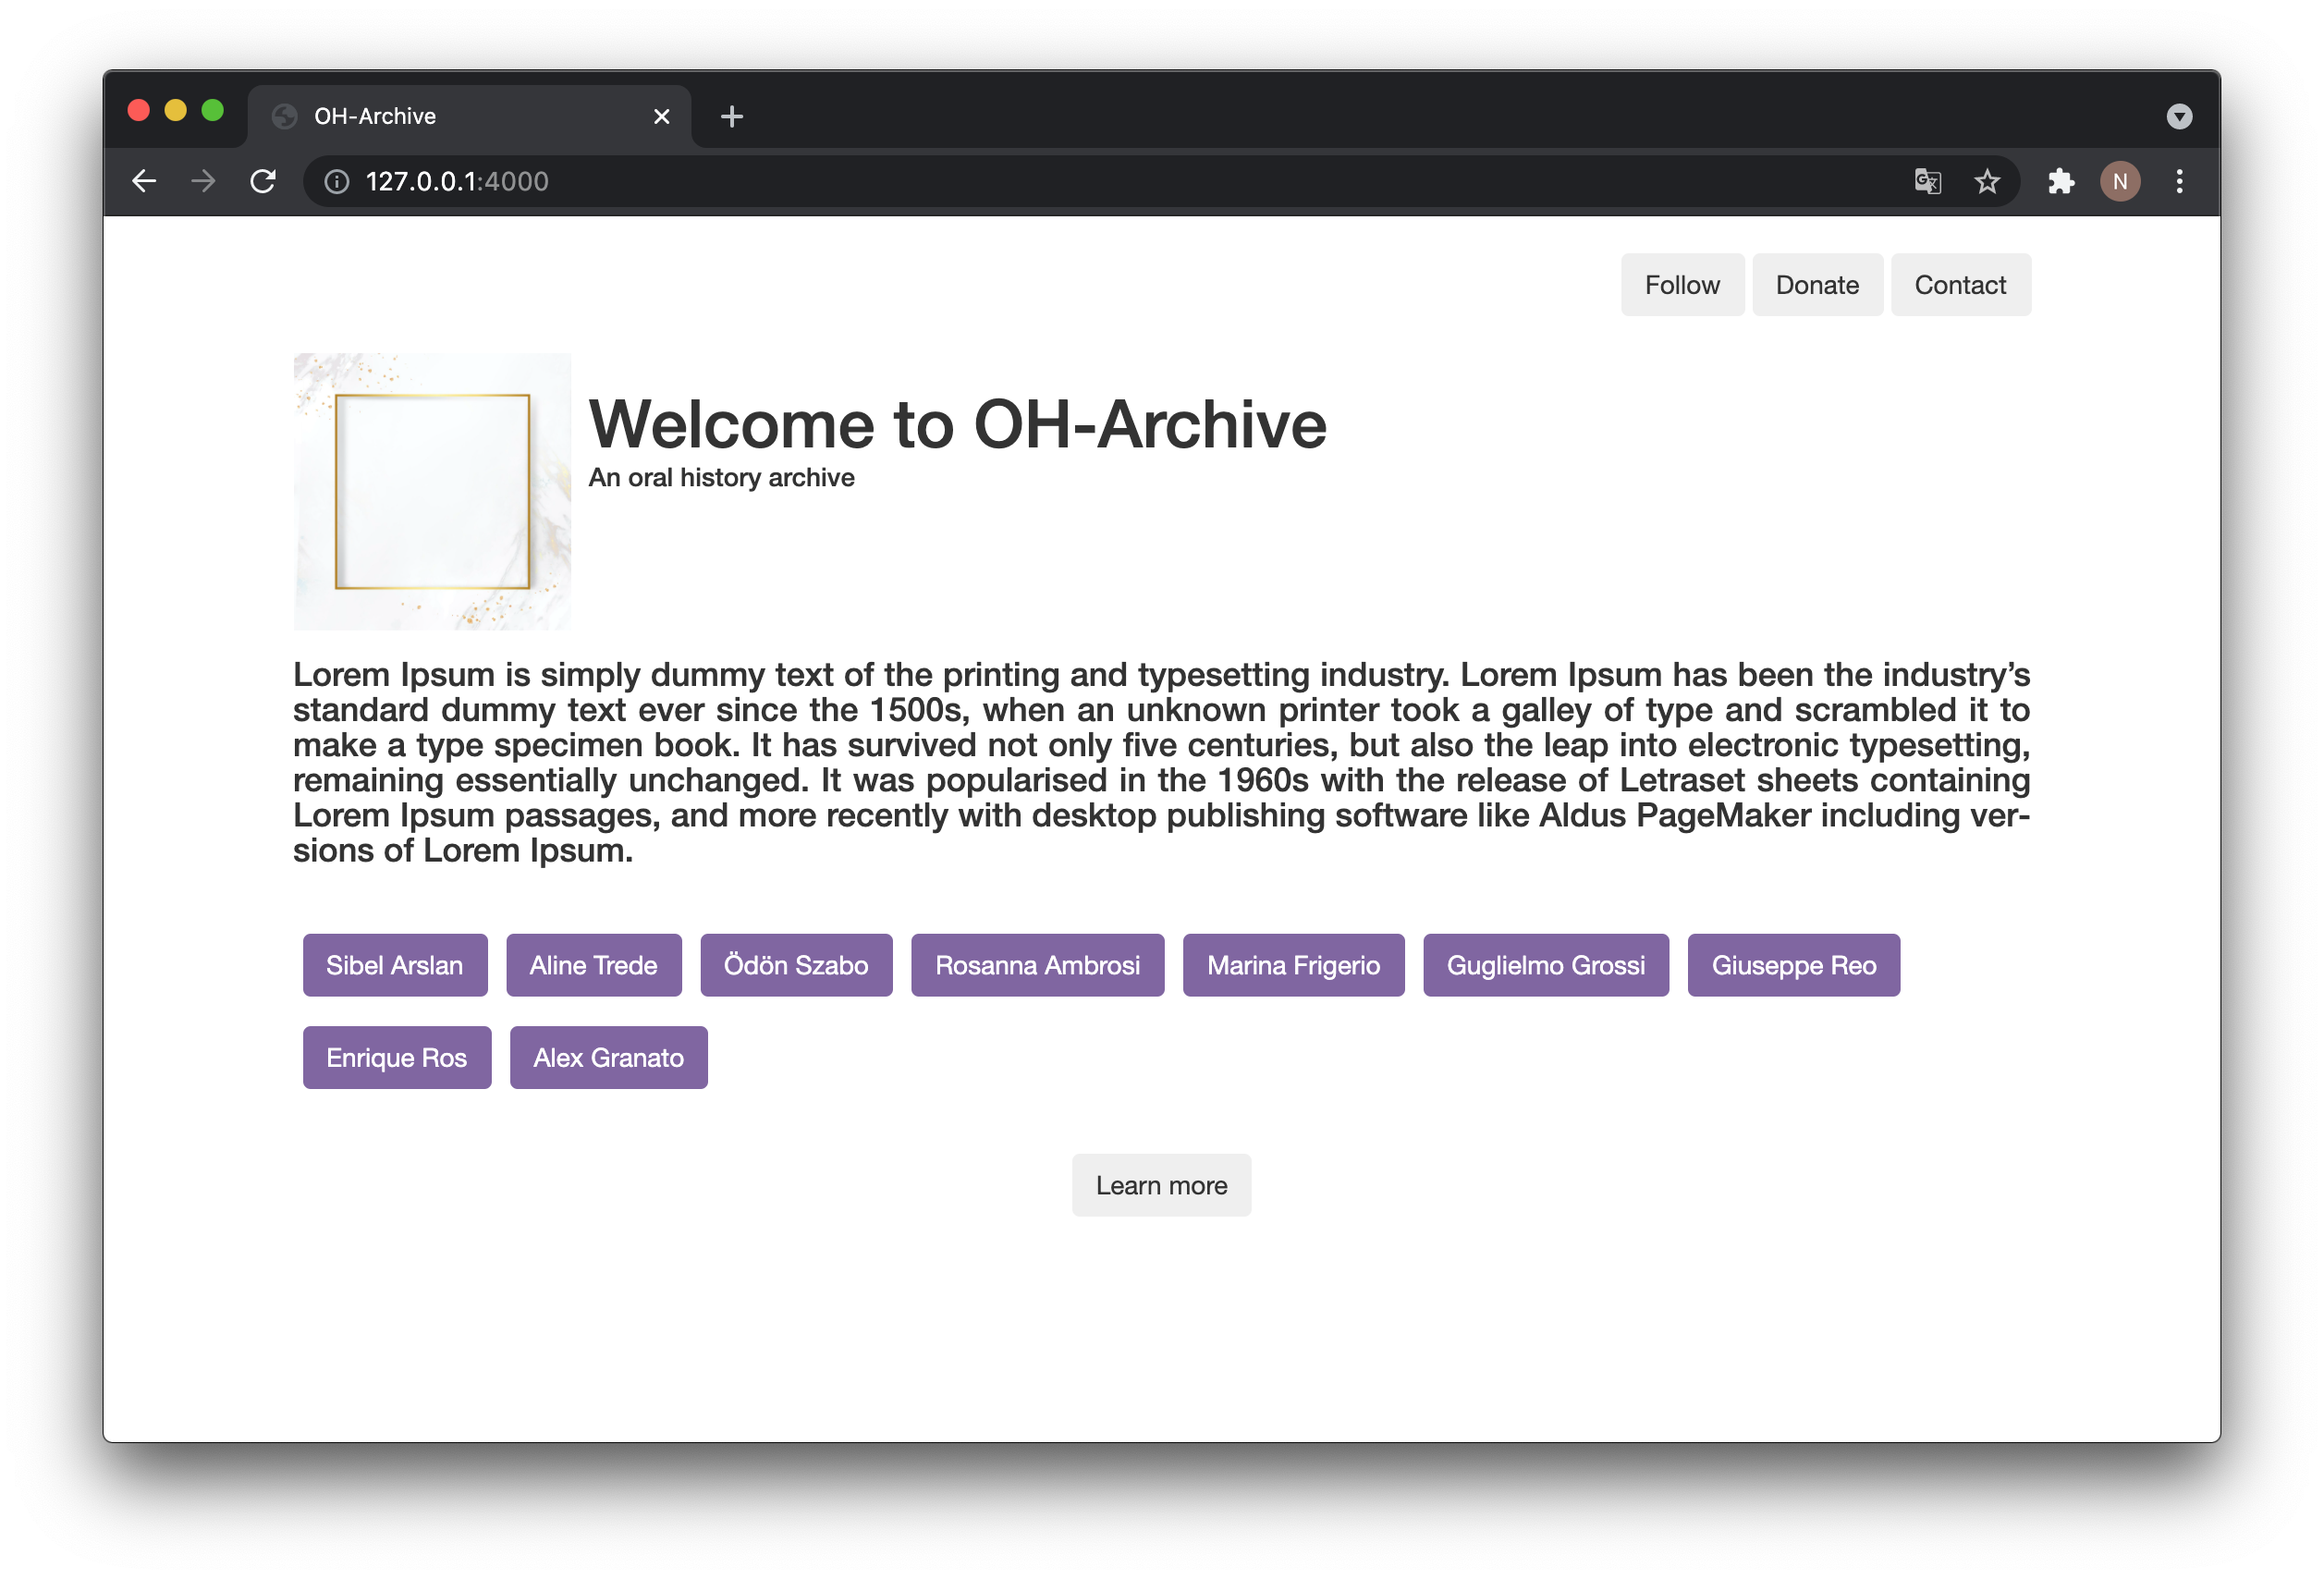 OH-Archive
127.0.0.1:4000
N
Follow Donate Contact
Welcome to OH-Archive
An oral history archive
Lorem Ipsum is simply dummy text of the printing and typesetting industry. Lorem Ipsum has been the industry’s
standard dummy text ever since the 1500s, when an unknown printer took a galley of type and scrambled it to
make a type specimen book. It has survived not only five centuries, but also the leap into electronic typesetting,
remaining essentially unchanged. It was popularised in the 1960s with the release of Letraset sheets containing
Lorem Ipsum passages, and more recently with desktop publishing software like Aldus PageMaker including ver-
sions of Lorem Ipsum.
Sibel Arslan Aline Trede Ödön Szabo Rosanna Ambrosi Marina Frigerio Guglielmo Grossi Giuseppe Reo
Enrique Ros Alex Granato
Learn more